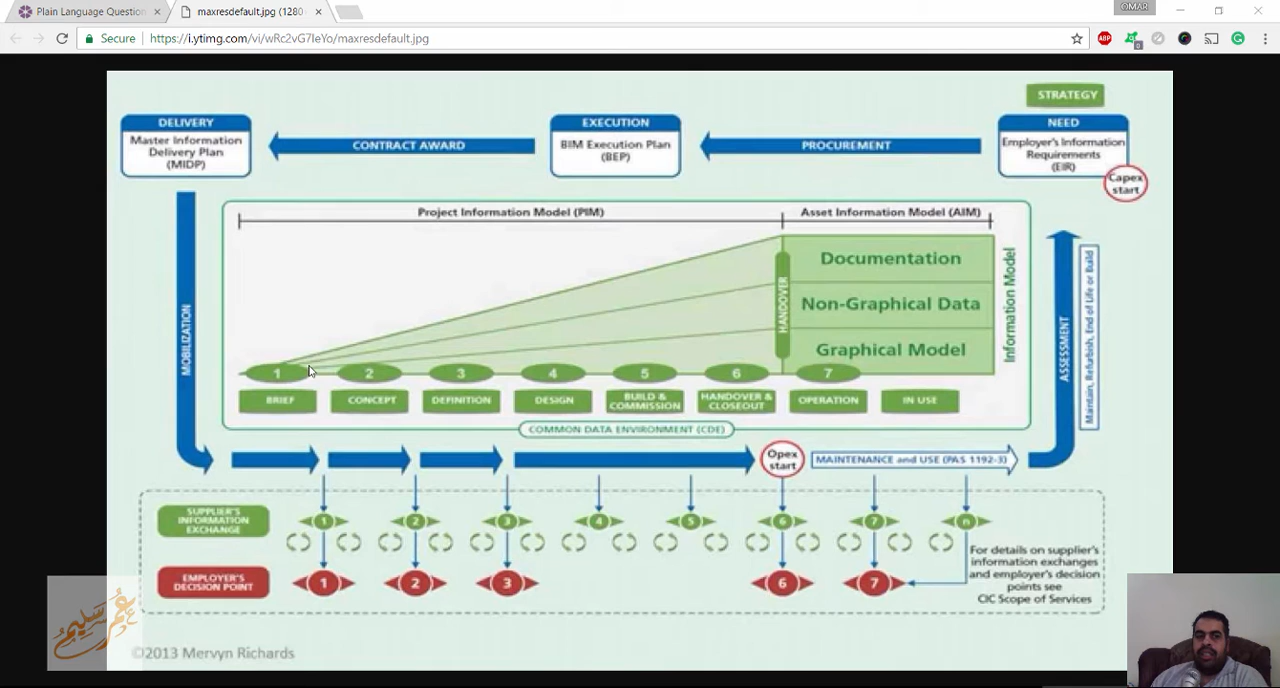 Plain Language Question
maxresdefault.jpg (1280
OMAR
Secure
https://i.ytimg.com/vi/wRc2vG7IeYo/maxresdefault.jpg
ABP
STRATEGY
DELIVERY
Master Information
Delivery Plan
(MIDP)
CONTRACT AWARD
EXECUTION
BIM Execution Plan
(BEP)
PROCUREMENT
NEED
Employer's Information
Requirements
(EIR)
Capex
start
Project Information Model (PIM)
Asset Information Model (AIM)
Documentation
Non-Graphical Data
Graphical Model
HANDOVER
Information Model
MOBILIZATION
ASSESSMENT
Maintain, Refurbish, End of Life or Build
1 2 3 4 5 6 7
BRIEF
CONCEPT
DEFINITION
DESIGN
BUILD &
COMMISSION
HANDOVER &
CLOSEOUT
OPERATION
IN USE
COMMON DATA ENVIRONMENT (CDE)
Opex
start
MAINTENANCE and USE (PAS 1192-3)
SUPPLIER'S
INFORMATION
EXCHANGE
1 2 3 4 5 6 7 n
EMPLOYER'S
DECISION POINT
1 2 3 6 7
For details on supplier's
information exchanges
and employer's decision
points see
CIC Scope of Services
عمر سليم
©2013 Mervyn Richards